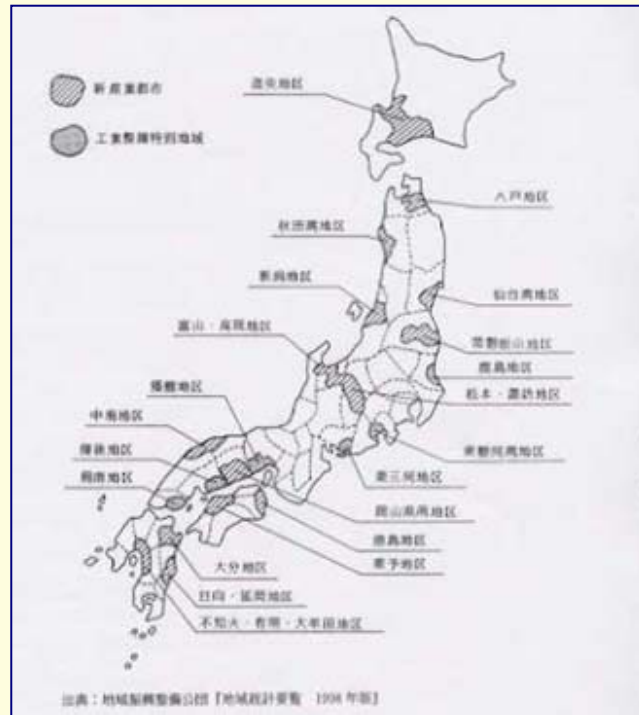 新産業都市
工業整備特別地域
道央地区
八戸地区
秋田湾地区
新潟地区
仙台湾地区
富山・高岡地区
常磐郡山地区
鹿島地区
播磨地区
松本・諏訪地区
中海地区
備後地区
東駿河湾地区
周南地区
東三河地区
岡山県南地区
徳島地区
東予地区
大分地区
日向・延岡地区
不知火・有明・大牟田地区
出典：地域振興整備公団『地域統計要覧 1998年版』